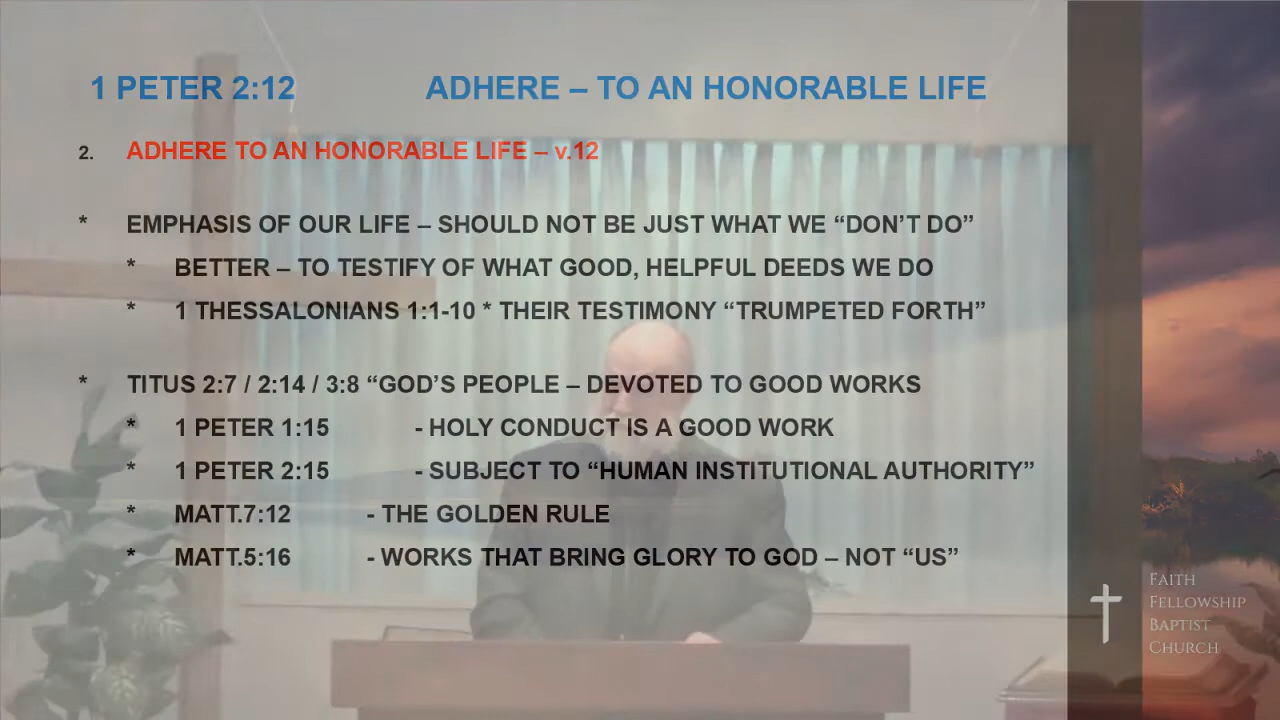 1 PETER 2:12 ADHERE – TO AN HONORABLE LIFE
2. ADHERE TO AN HONORABLE LIFE – v.12
* EMPHASIS OF OUR LIFE – SHOULD NOT BE JUST WHAT WE “DON’T DO”
* BETTER – TO TESTIFY OF WHAT GOOD, HELPFUL DEEDS WE DO
* 1 THESSALONIANS 1:1-10 * THEIR TESTIMONY “TRUMPETED FORTH”
* TITUS 2:7 / 2:14 / 3:8 “GOD’S PEOPLE – DEVOTED TO GOOD WORKS
* 1 PETER 1:15 - HOLY CONDUCT IS A GOOD WORK
* 1 PETER 2:15 - SUBJECT TO “HUMAN INSTITUTIONAL AUTHORITY”
* MATT.7:12 - THE GOLDEN RULE
* MATT.5:16 - WORKS THAT BRING GLORY TO GOD – NOT “US”
FAITH
FELLOWSHIP
BAPTIST
CHURCH